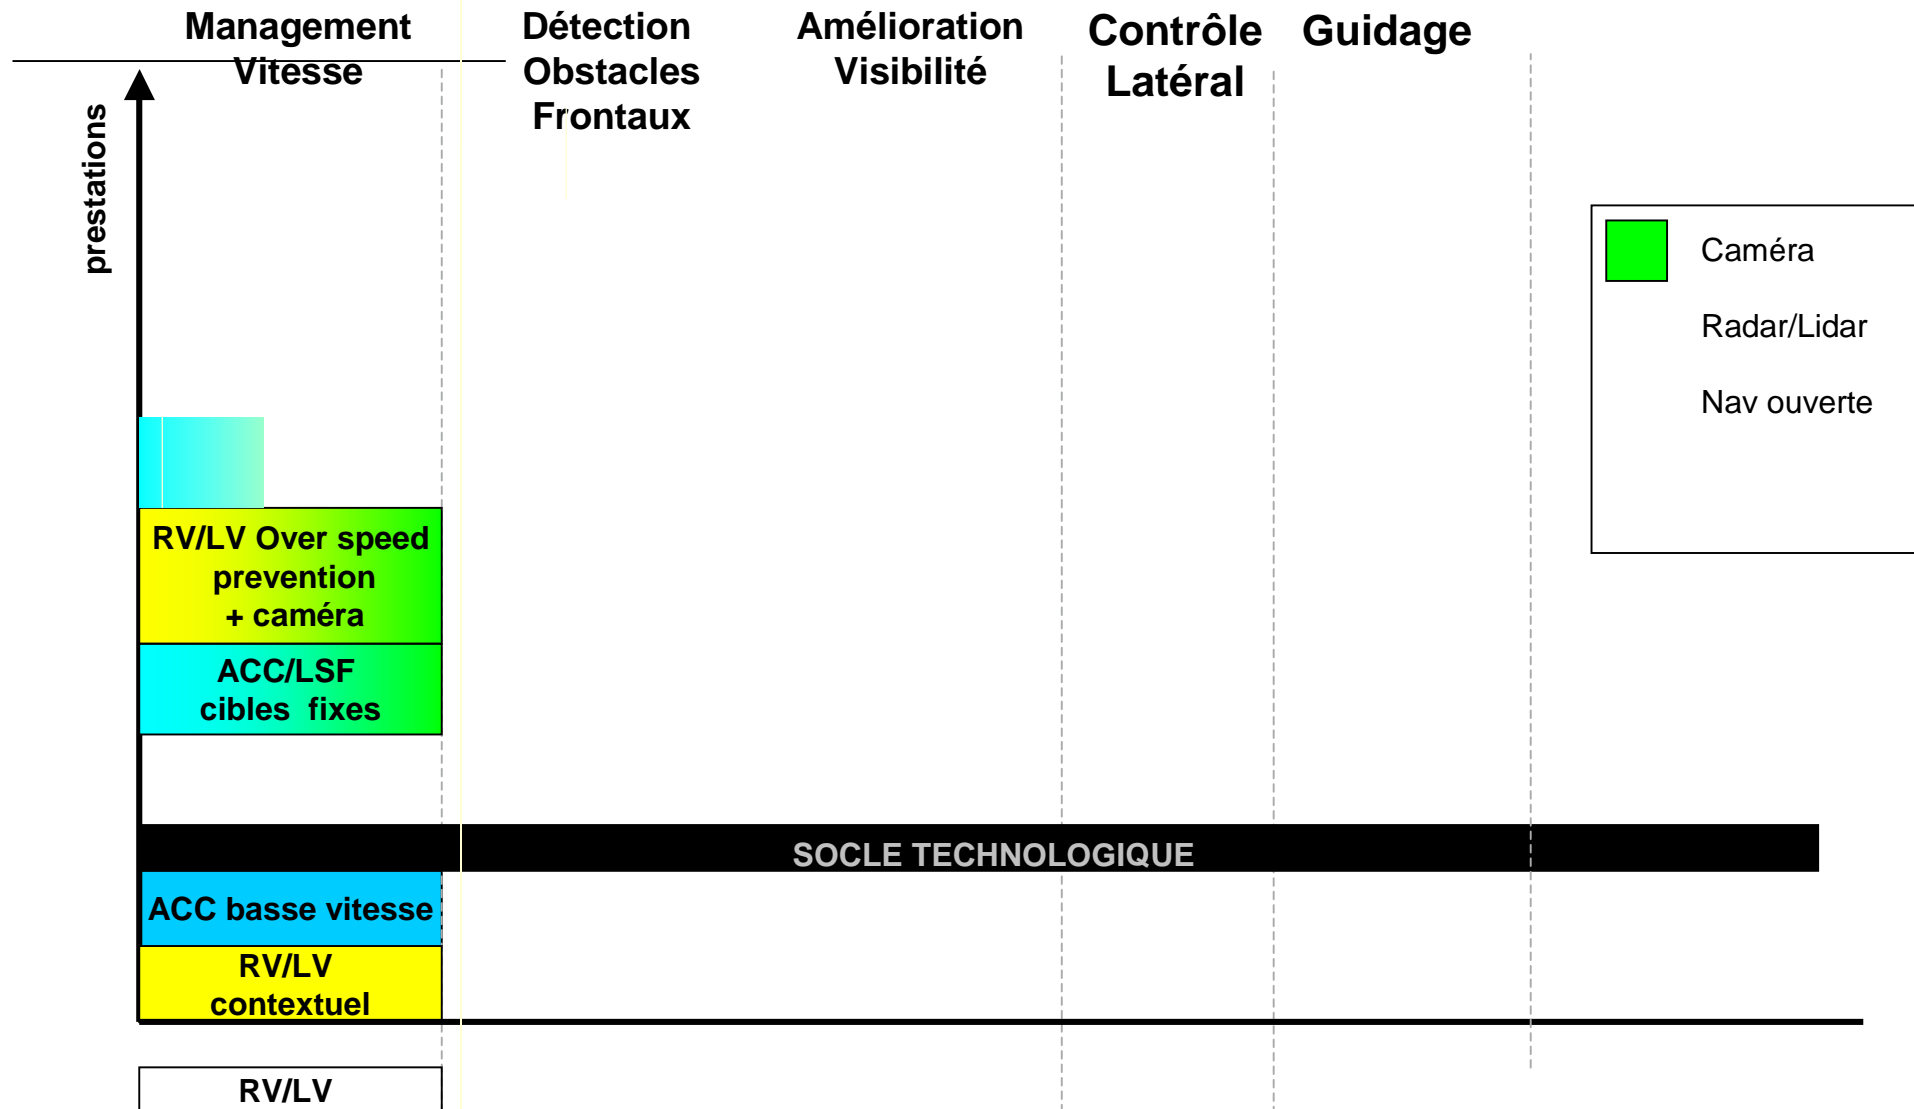 Management
Vitesse
Détection
Obstacles
Frontaux
Amélioration
Visibilité
Contrôle
Latéral
Guidage
prestations
Caméra
Radar/Lidar
Nav ouverte
RV/LV Over speed
prevention
+ caméra
ACC/LSF
cibles fixes
SOCLE TECHNOLOGIQUE
ACC basse vitesse
RV/LV
contextuel
RV/LV